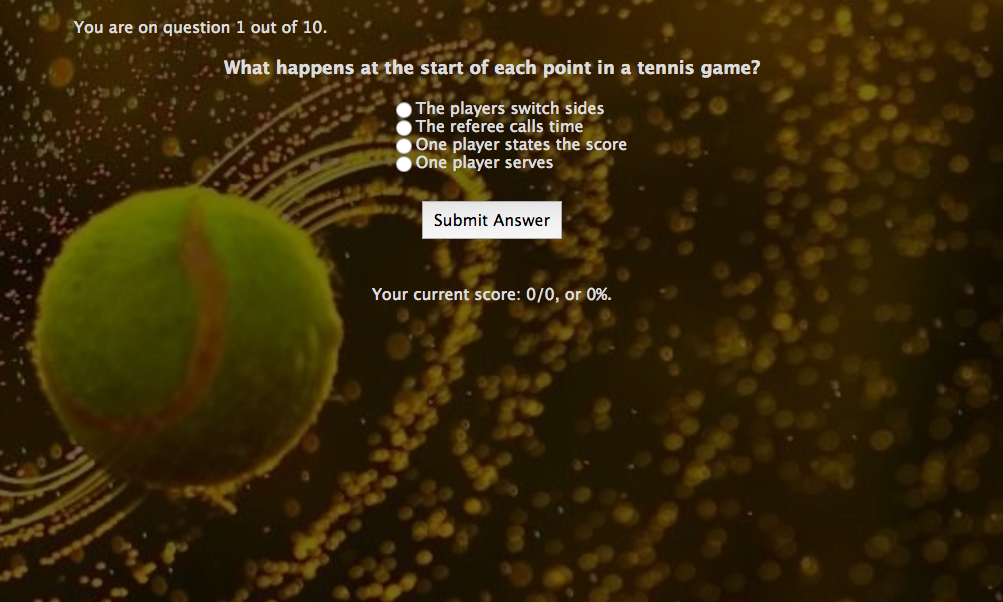 You are on question 1 out of 10.
What happens at the start of each point in a tennis game?
The players switch sides
The referee calls time
One player states the score
One player serves
Submit Answer
Your current score: 0/0, or 0%.